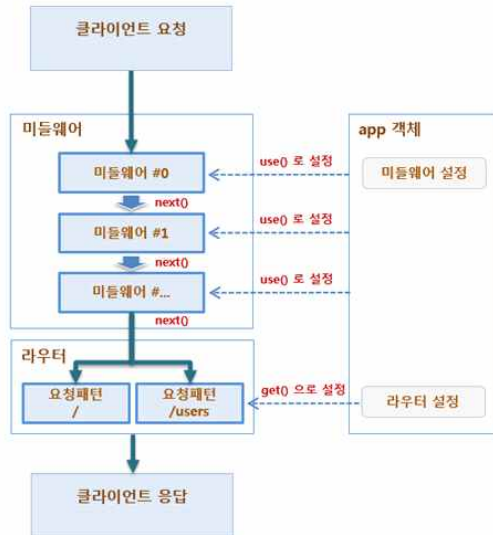 클라이언트 요청
미들웨어
app 객체
미들웨어 #0
use() 로 설정
미들웨어 설정
next()
미들웨어 #1
use() 로 설정
next()
미들웨어 #...
use() 로 설정
next()
라우터
요청패턴
/
요청패턴
/users
get() 으로 설정
라우터 설정
클라이언트 응답